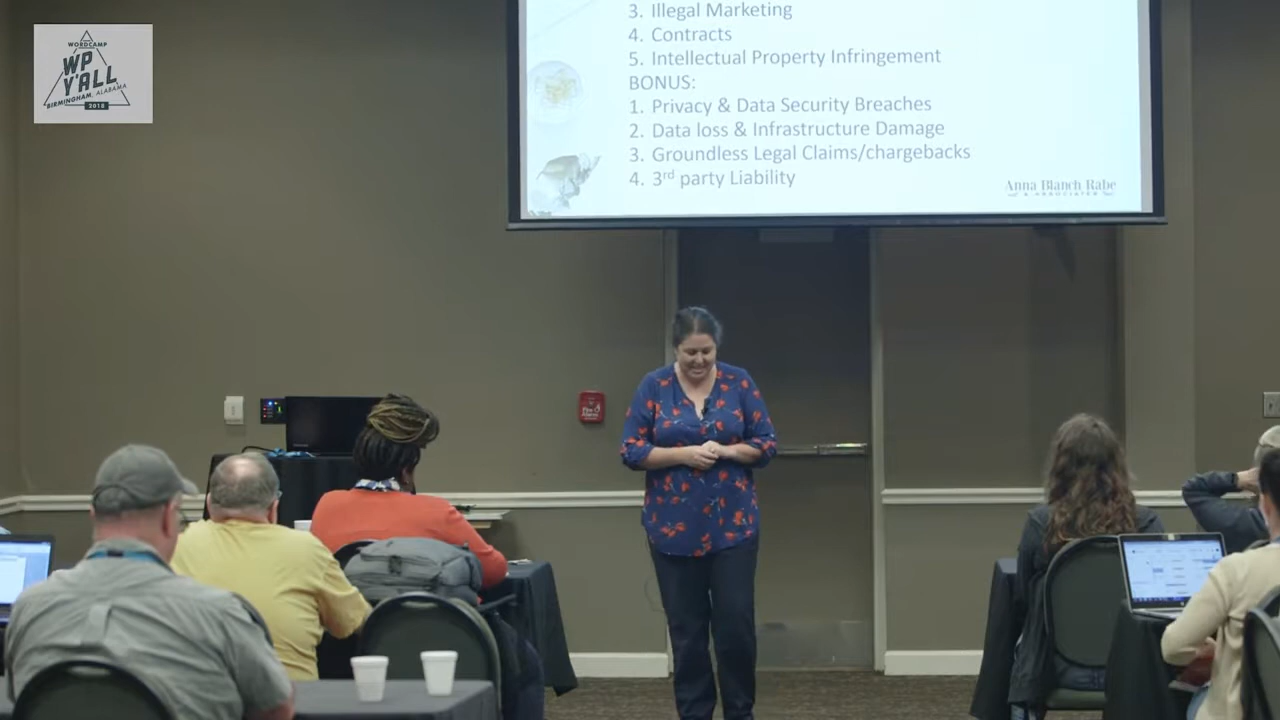 WORDCAMP
WP
Y'ALL
BIRMINGHAM, ALABAMA
2018
3. Illegal Marketing
4. Contracts
5. Intellectual Property Infringement
BONUS:
1. Privacy & Data Security Breaches
2. Data loss & Infrastructure Damage
3. Groundless Legal Claims/chargebacks
4. 3rd party Liability
Anna Blanch Rabe
& ASSOCIATES
Fire